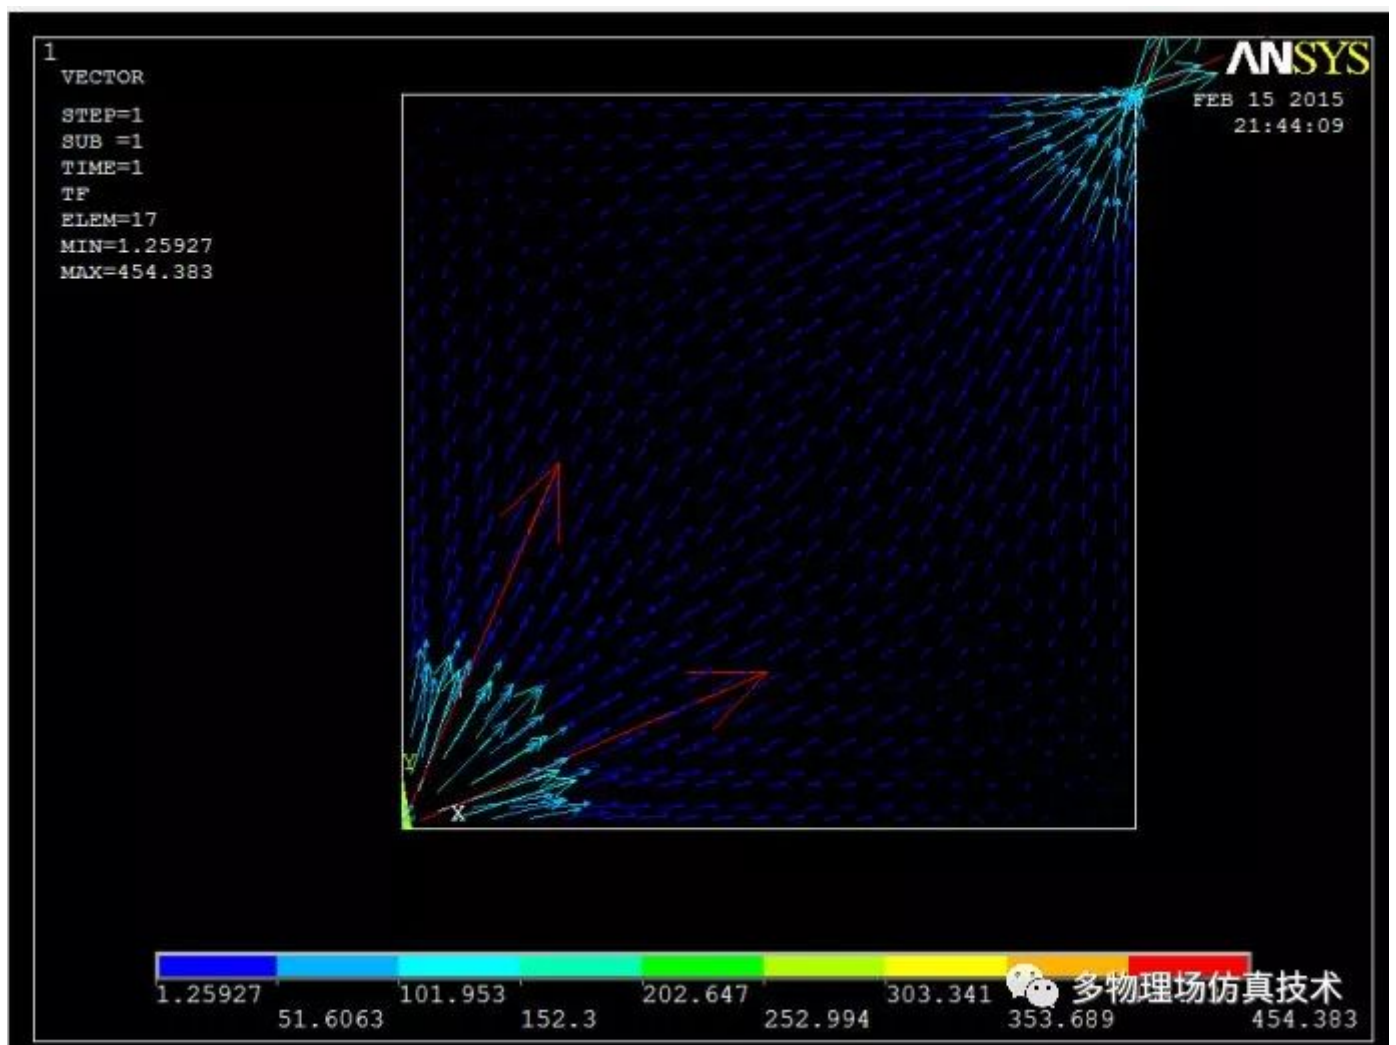 1
VECTOR
STEP=1
SUB =1
TIME=1
TF
ELEM=17
MIN=1.25927
MAX=454.383
ANSYS
FEB 15 2015
21:44:09
Y
X
1.25927
51.6063
101.953
152.3
202.647
252.994
303.341
353.689
454.383
多物理场仿真技术